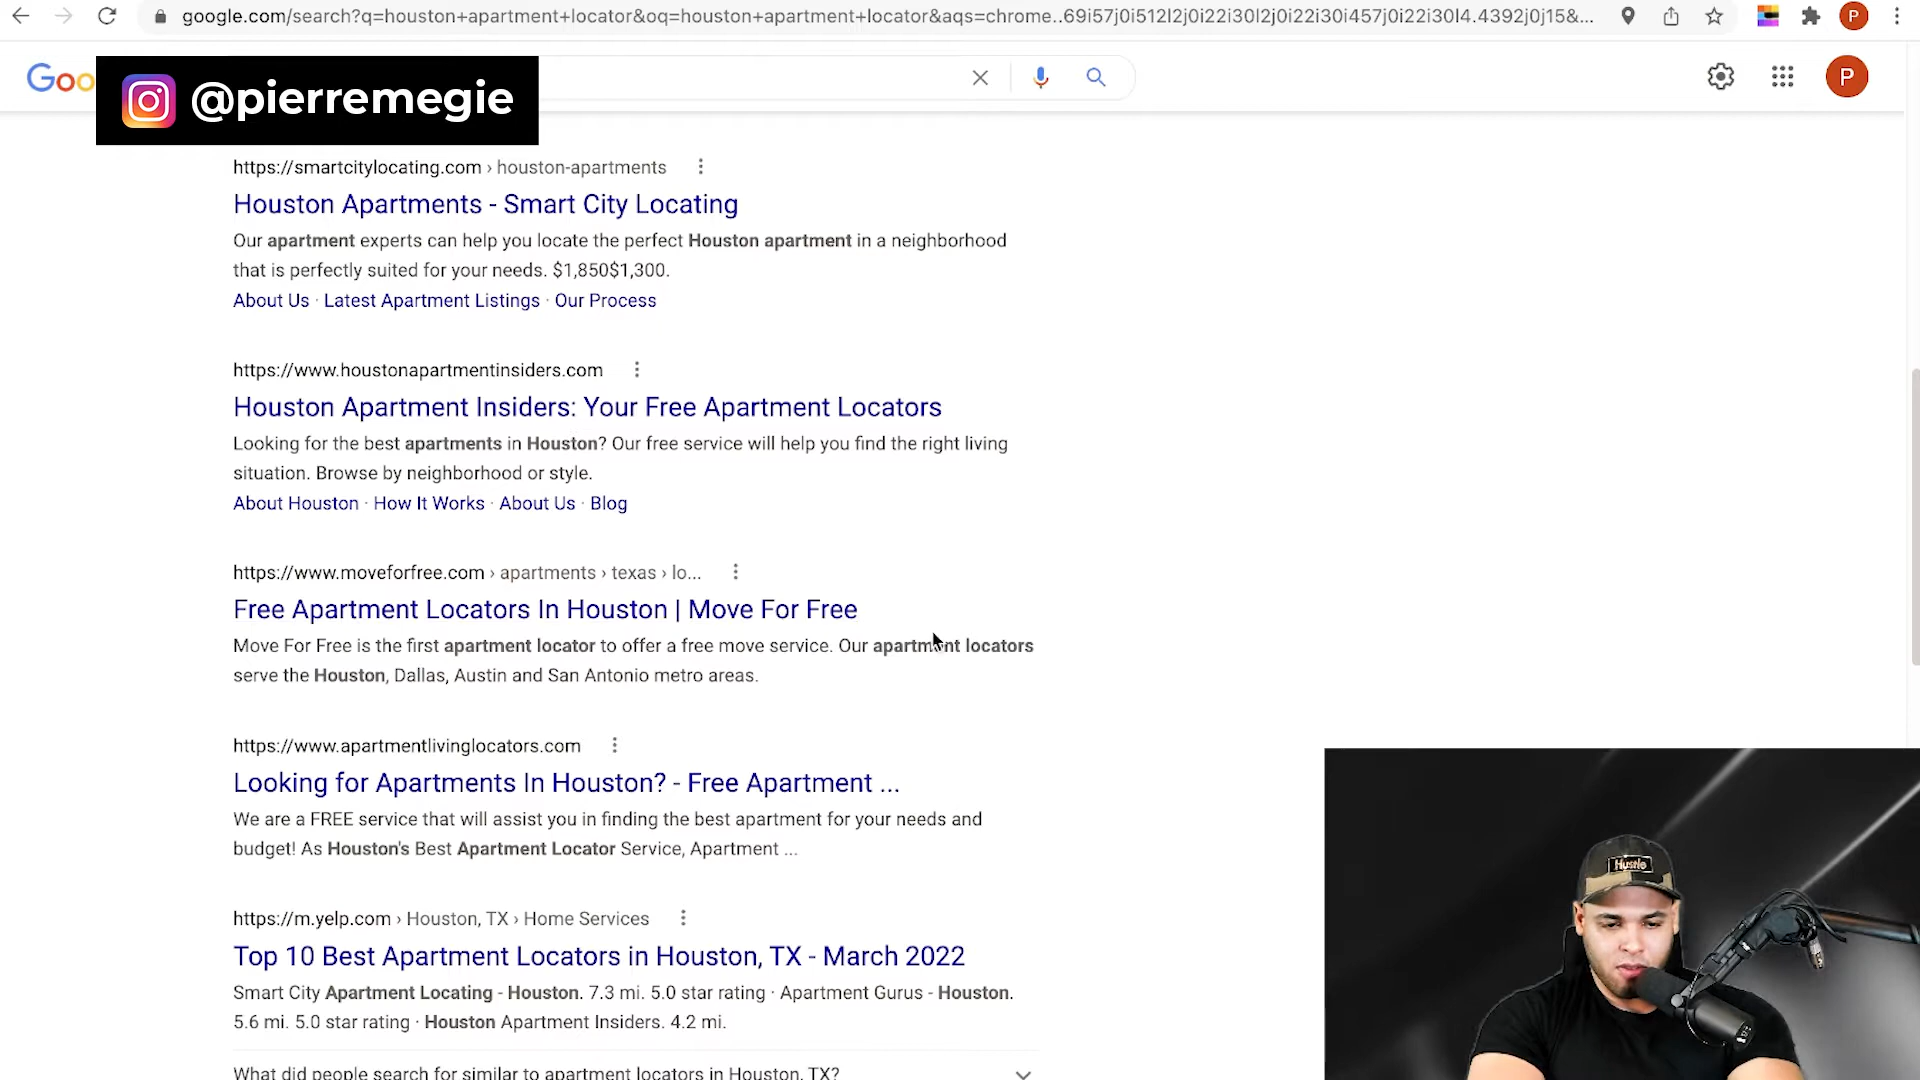 google.com/search?q=houston+apartment+locator&oq=houston+apartment+locator&aqs=chrome..69i57j0i512l2j0i22i30l2j0i22i30i457j0i22i30l4.4392j0j15&...
P
Goo
@pierremegie
P
https://smartcitylocating.com › houston-apartments
Houston Apartments - Smart City Locating
Our apartment experts can help you locate the perfect Houston apartment in a neighborhood
that is perfectly suited for your needs. $1,850$1,300.
About Us · Latest Apartment Listings · Our Process
https://www.houstonapartmentinsiders.com
Houston Apartment Insiders: Your Free Apartment Locators
Looking for the best apartments in Houston? Our free service will help you find the right living
situation. Browse by neighborhood or style.
About Houston · How It Works · About Us · Blog
https://www.moveforfree.com › apartments › texas › lo...
Free Apartment Locators In Houston | Move For Free
Move For Free is the first apartment locator to offer a free move service. Our apartment locators
serve the Houston, Dallas, Austin and San Antonio metro areas.
https://www.apartmentlivinglocators.com
Looking for Apartments In Houston? - Free Apartment ...
We are a FREE service that will assist you in finding the best apartment for your needs and
budget! As Houston's Best Apartment Locator Service, Apartment ...
https://m.yelp.com › Houston, TX › Home Services
Top 10 Best Apartment Locators in Houston, TX - March 2022
Smart City Apartment Locating - Houston. 7.3 mi. 5.0 star rating · Apartment Gurus - Houston.
5.6 mi. 5.0 star rating · Houston Apartment Insiders. 4.2 mi.
What did people search for similar to apartment locators in Houston, TX?
Hustle